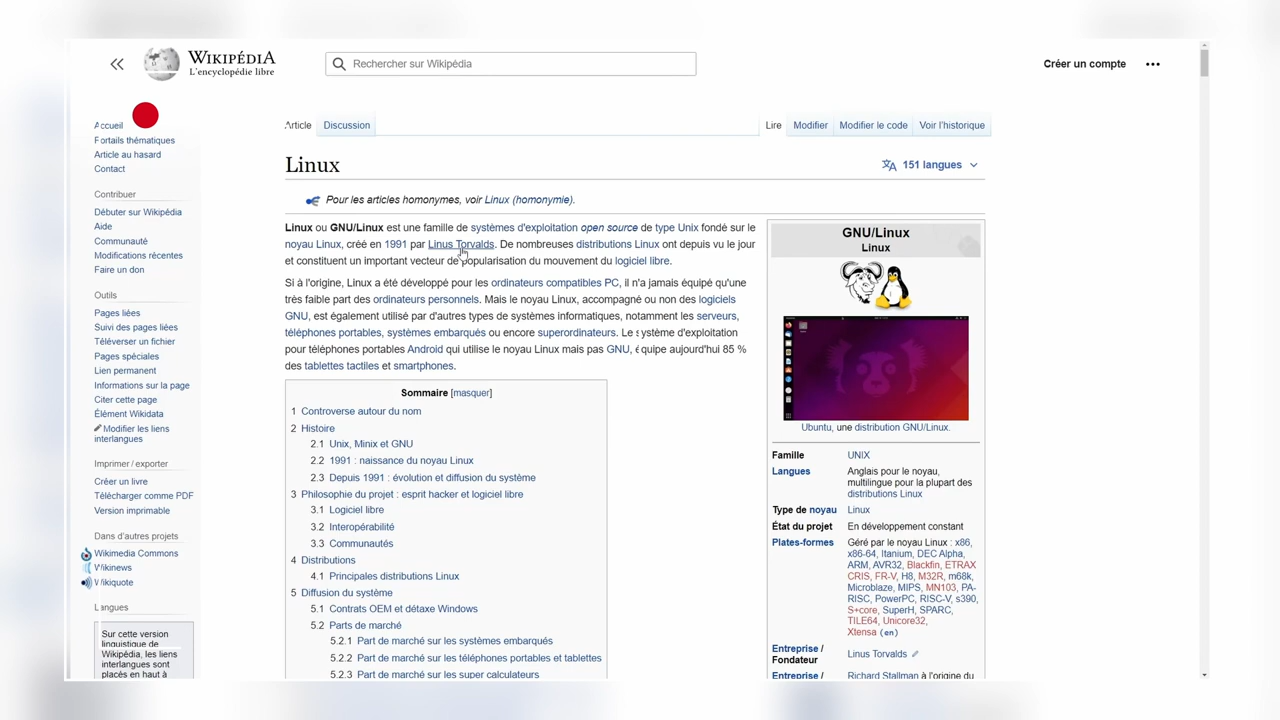 WIKIPÉDIA
L'encyclopédie libre
Rechercher sur Wikipédia
Créer un compte
Accueil
Portails thématiques
Article au hasard
Contact
Contribuer
Débuter sur Wikipédia
Aide
Communauté
Modifications récentes
Faire un don
Outils
Pages liées
Suivi des pages liées
Téléverser un fichier
Pages spéciales
Lien permanent
Informations sur la page
Citer cette page
Élément Wikidata
Modifier les liens
interlangues
Imprimer / exporter
Créer un livre
Télécharger comme PDF
Version imprimable
Dans d'autres projets
Wikimedia Commons
Wikinews
Wikiquote
Langues
Sur cette version
linguistique de
Wikipédia, les liens
interlangues sont
placés en haut à
Article Discussion Lire Modifier Modifier le code Voir l'historique
Linux
151 langues
Pour les articles homonymes, voir Linux (homonymie).
Linux ou GNU/Linux est une famille de systèmes d'exploitation open source de type Unix fondé sur le
noyau Linux, créé en 1991 par Linus Torvalds. De nombreuses distributions Linux ont depuis vu le jour
et constituent un important vecteur de popularisation du mouvement du logiciel libre.
Si à l'origine, Linux a été développé pour les ordinateurs compatibles PC, il n'a jamais équipé qu'une
très faible part des ordinateurs personnels. Mais le noyau Linux, accompagné ou non des logiciels
GNU, est également utilisé par d'autres types de systèmes informatiques, notamment les serveurs,
téléphones portables, systèmes embarqués ou encore superordinateurs. Le système d'exploitation
pour téléphones portables Android qui utilise le noyau Linux mais pas GNU, équipe aujourd'hui 85 %
des tablettes tactiles et smartphones.
Sommaire [masquer]
1 Controverse autour du nom
2 Histoire
2.1 Unix, Minix et GNU
2.2 1991 : naissance du noyau Linux
2.3 Depuis 1991 : évolution et diffusion du système
3 Philosophie du projet : esprit hacker et logiciel libre
3.1 Logiciel libre
3.2 Interopérabilité
3.3 Communautés
4 Distributions
4.1 Principales distributions Linux
5 Diffusion du système
5.1 Contrats OEM et détaxe Windows
5.2 Parts de marché
5.2.1 Part de marché sur les systèmes embarqués
5.2.2 Part de marché sur les téléphones portables et tablettes
5.2.3 Part de marché sur les super calculateurs
GNU/Linux
Linux
Ubuntu, une distribution GNU/Linux.
Famille UNIX
Langues Anglais pour le noyau,
multilingue pour la plupart des
distributions Linux
Type de noyau Linux
État du projet En développement constant
Plates-formes Géré par le noyau Linux : x86,
x86-64, Itanium, DEC Alpha,
ARM, AVR32, Blackfin, ETRAX
CRIS, FR-V, H8, M32R, m68k,
Microblaze, MIPS, MN103, PA-
RISC, PowerPC, RISC-V, s390,
S+core, SuperH, SPARC,
TILE64, Unicore32,
Xtensa (en)
Entreprise /
Fondateur Linus Torvalds
Entreprise / Richard Stallman à l'origine du